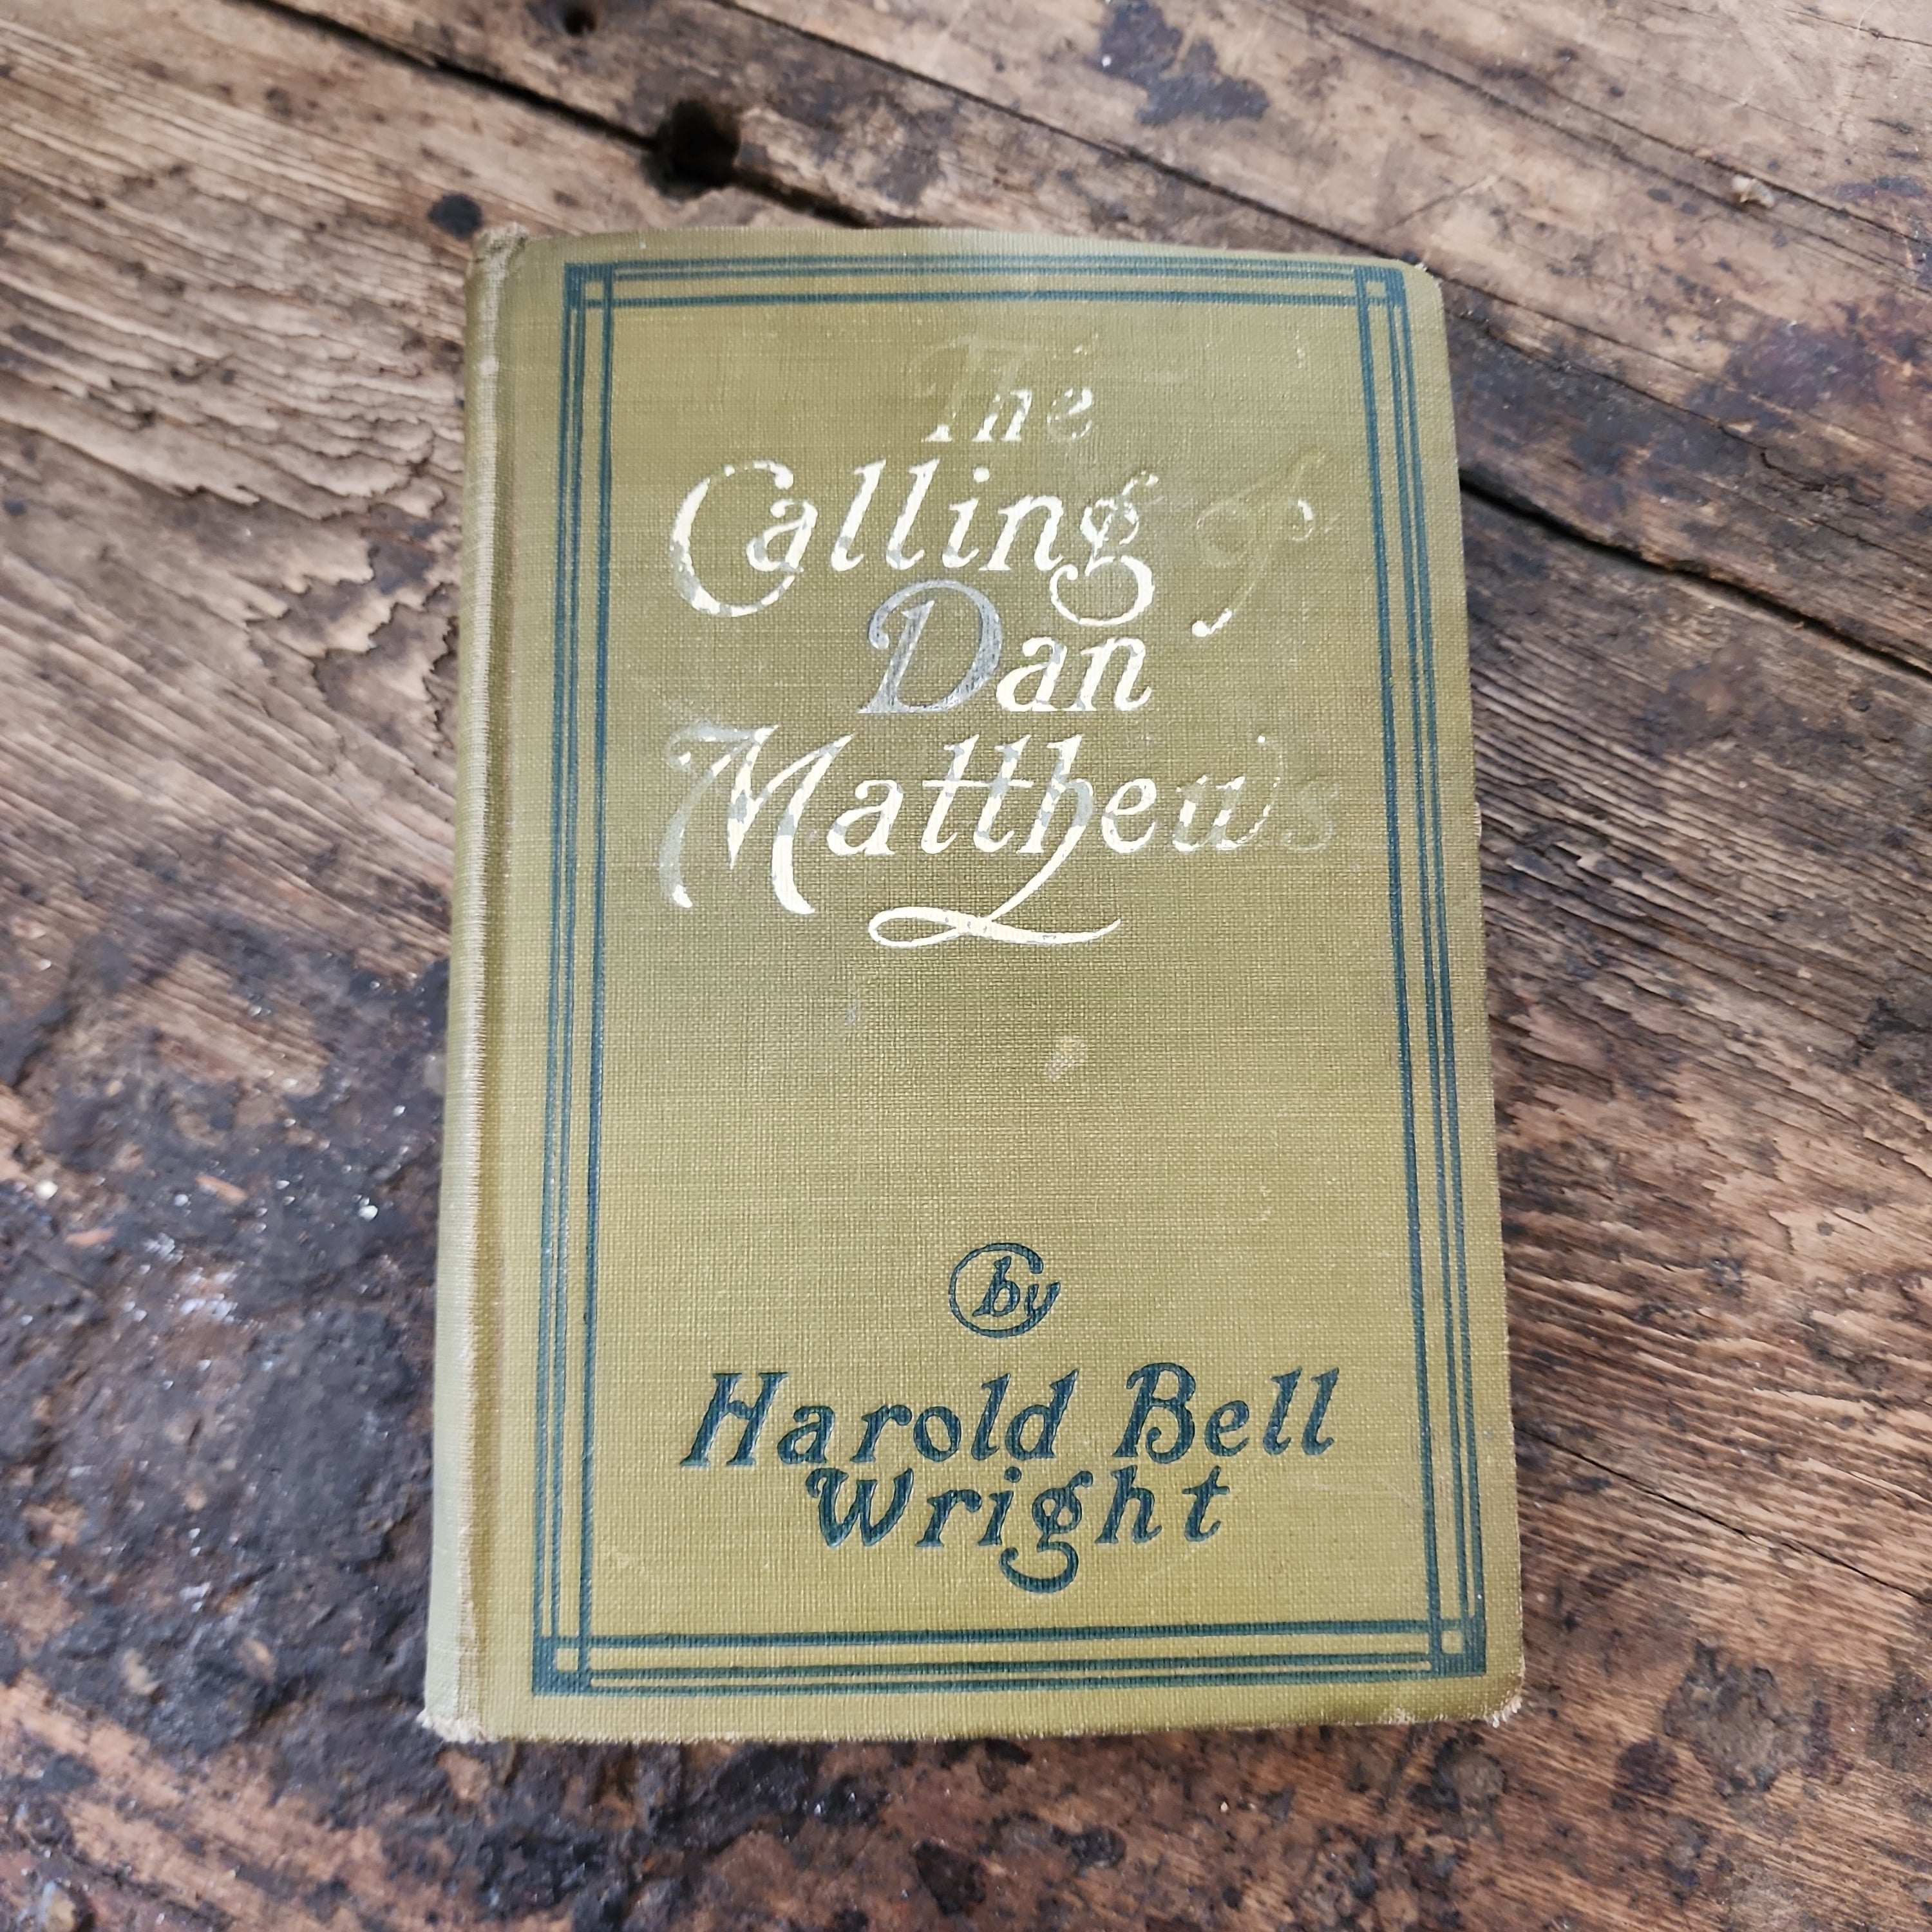 The
Calling of
Dan
Matthews
by
Harold Bell
Wright